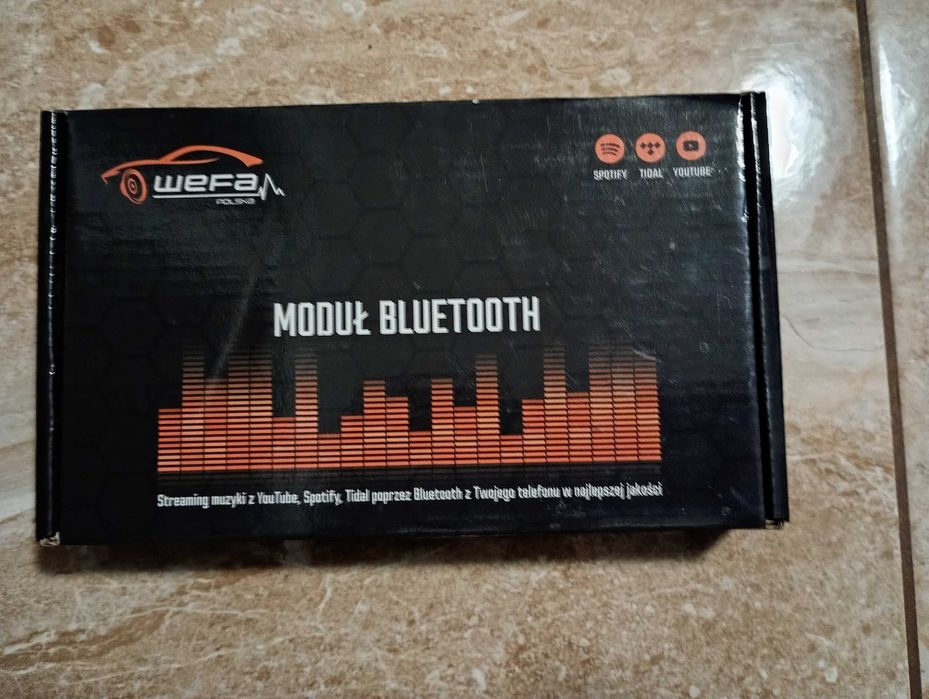 wefa
POLSKA
SPOTIFY TIDAL YOUTUBE
MODUŁ BLUETOOTH
Streaming muzyki z YouTube, Spotify, Tidal poprzez Bluetooth z Twojego telefonu w najlepszej jakości